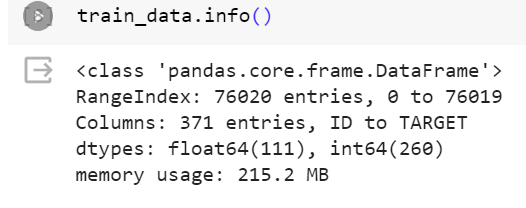 train_data.info()
<class 'pandas.core.frame.DataFrame'>
RangeIndex: 76020 entries, 0 to 76019
Columns: 371 entries, ID to TARGET
dtypes: float64(111), int64(260)
memory usage: 215.2 MB